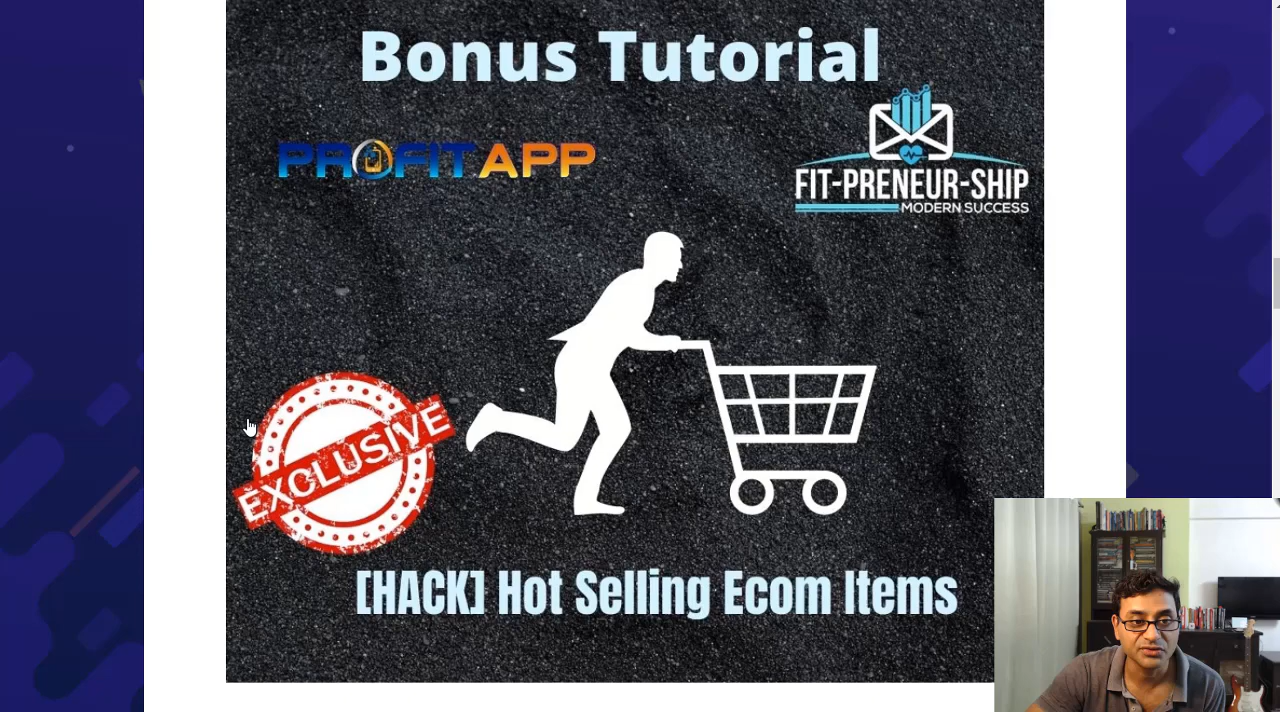 Bonus Tutorial
PROFIT APP
FIT-PRENEUR-SHIP
MODERN SUCCESS
EXCLUSIVE
[HACK] Hot Selling Ecom Items